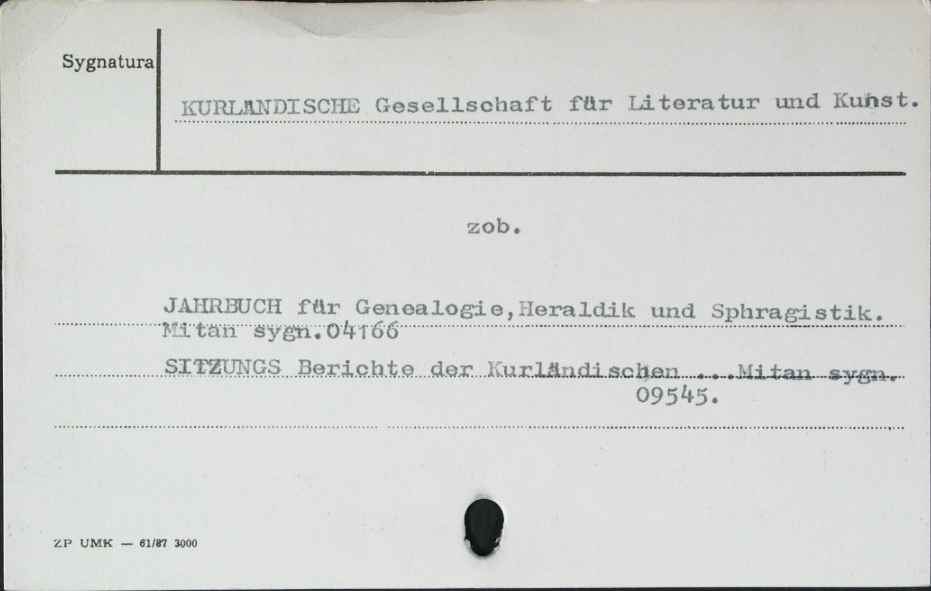 Sygnatura
KURLÄNDISCHE Gesellschaft für Literatur und Kunst.
zob.
JAHRBUCH für Genealogie,Heraldik und Sphragistik.
Mitan sygn.04166
SITZUNGS Berichte der Kurländischen ...Mitan sygn.
09545.
ZP UMK — 61/87 3000